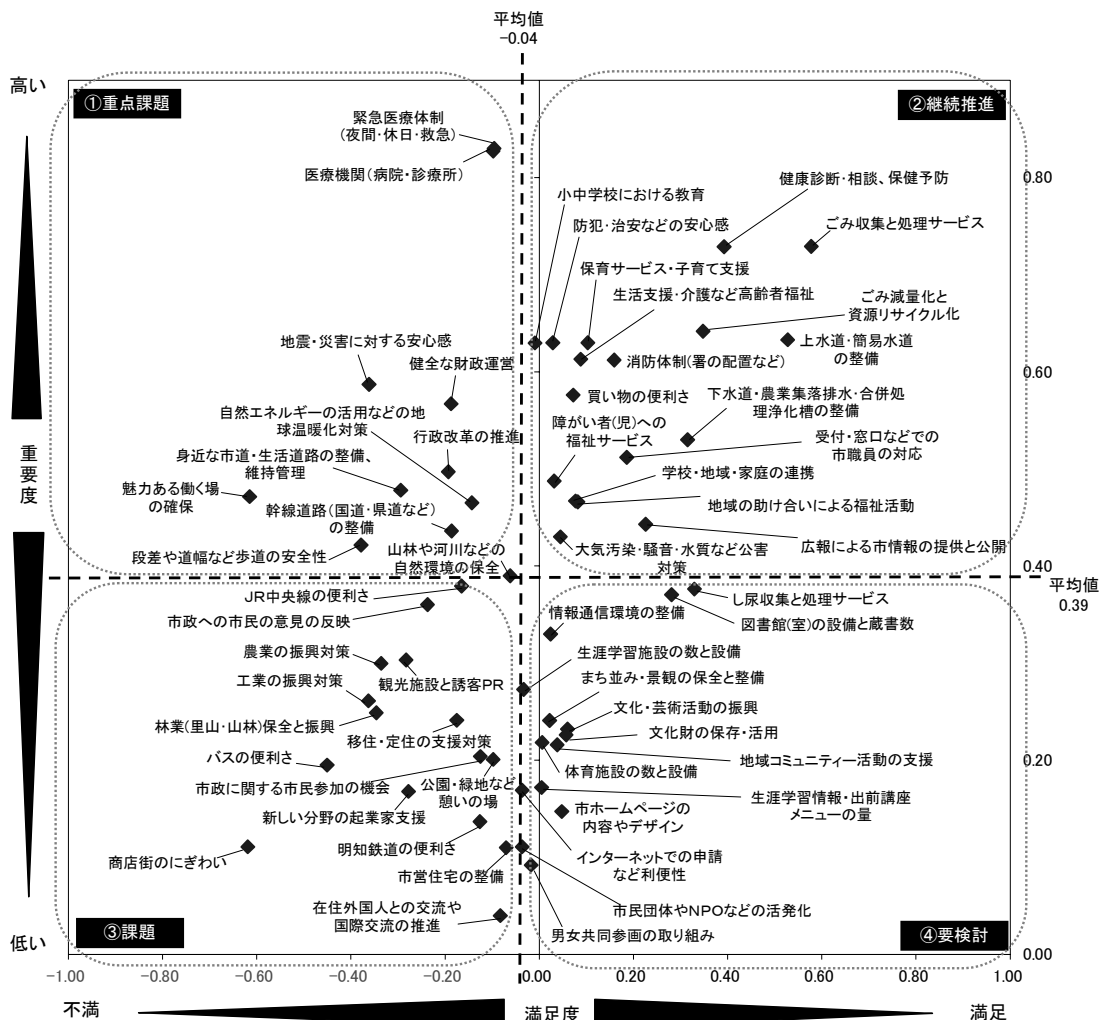 平均値
-0.04
高い
①重点課題
②継続推進
緊急医療体制
(夜間・休日・救急)
医療機関(病院・診療所)
小中学校における教育
健康診断・相談、保健予防
0.80
防犯・治安などの安心感
ごみ収集と処理サービス
保育サービス・子育て支援
生活支援・介護など高齢者福祉
ごみ減量化と
資源リサイクル化
地震・災害に対する安心感
健全な財政運営
消防体制(署の配置など)
上水道・簡易水道
の整備
0.60
買い物の便利さ
下水道・農業集落排水・合併処
理浄化槽の整備
自然エネルギーの活用などの地
球温暖化対策
行政改革の推進
障がい者(児)への
福祉サービス
受付・窓口などでの
市職員の対応
重要度
身近な市道・生活道路の整備、
維持管理
学校・地域・家庭の連携
魅力ある働く場
の確保
幹線道路(国道・県道など)
の整備
地域の助け合いによる福祉活動
段差や道幅など歩道の安全性
山林や河川などの
自然環境の保全
大気汚染・騒音・水質など公害
対策
広報による市情報の提供と公開
0.40
平均値
0.39
JR中央線の便利さ
し尿収集と処理サービス
市政への市民の意見の反映
情報通信環境の整備
図書館(室)の設備と蔵書数
農業の振興対策
生涯学習施設の数と設備
工業の振興対策
観光施設と誘客PR
まち並み・景観の保全と整備
林業(里山・山林)保全と振興
文化・芸術活動の振興
移住・定住の支援対策
文化財の保存・活用
バスの便利さ
地域コミュニティー活動の支援
0.20
市政に関する市民参加の機会
公園・緑地など
憩いの場
体育施設の数と設備
新しい分野の起業家支援
市ホームページの
内容やデザイン
生涯学習情報・出前講座
メニューの量
明知鉄道の便利さ
商店街のにぎわい
市営住宅の整備
インターネットでの申請
など利便性
在住外国人との交流や
国際交流の推進
市民団体やNPOなどの活発化
③課題
男女共同参画の取り組み
④要検討
低い
0.00
-1.00
-0.80
-0.60
-0.40
-0.20
0.00
0.20
0.40
0.60
0.80
1.00
不満
満足度
満足